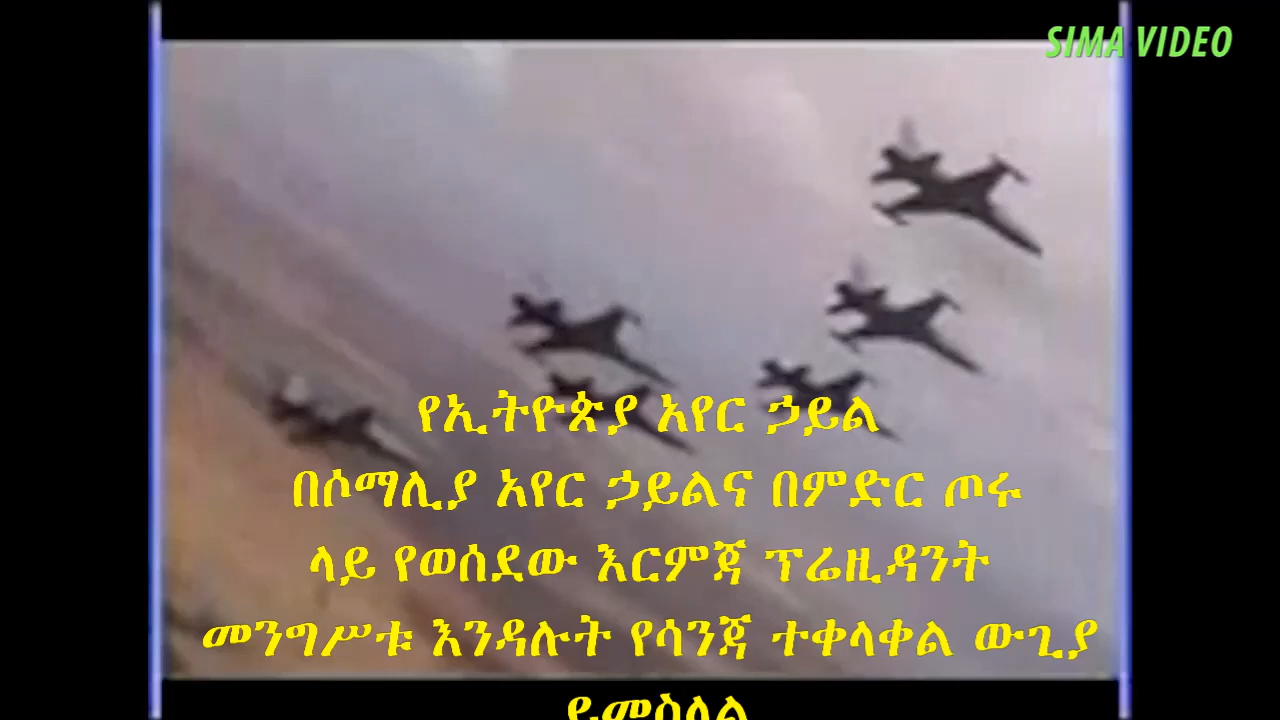 SIMA VIDEO
የኢትዮጵያ አየር ኃይል
በሶማሊያ አየር ኃይልና በምድር ጦሩ
ላይ የወሰደው እርምጃ ፕሬዚዳንት
መንግሥቱ እንዳሉት የሳንጃ ተቀላቀል ውጊያ
ይመስላል